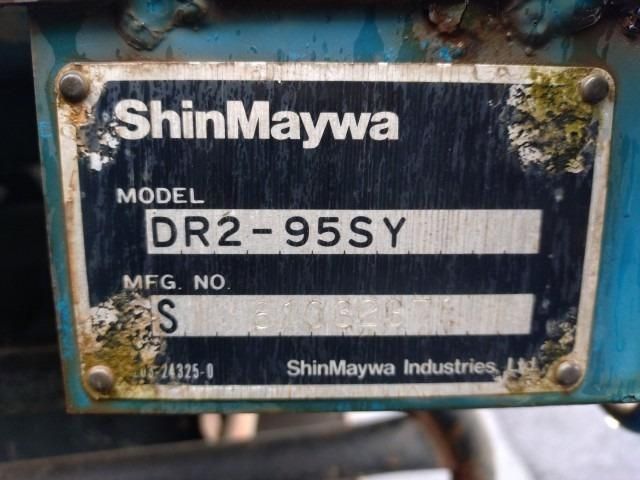 ShinMaywa
MODEL
DR2-95SY
MFG. NO.
S
ShinMaywa Industries, Ltd.